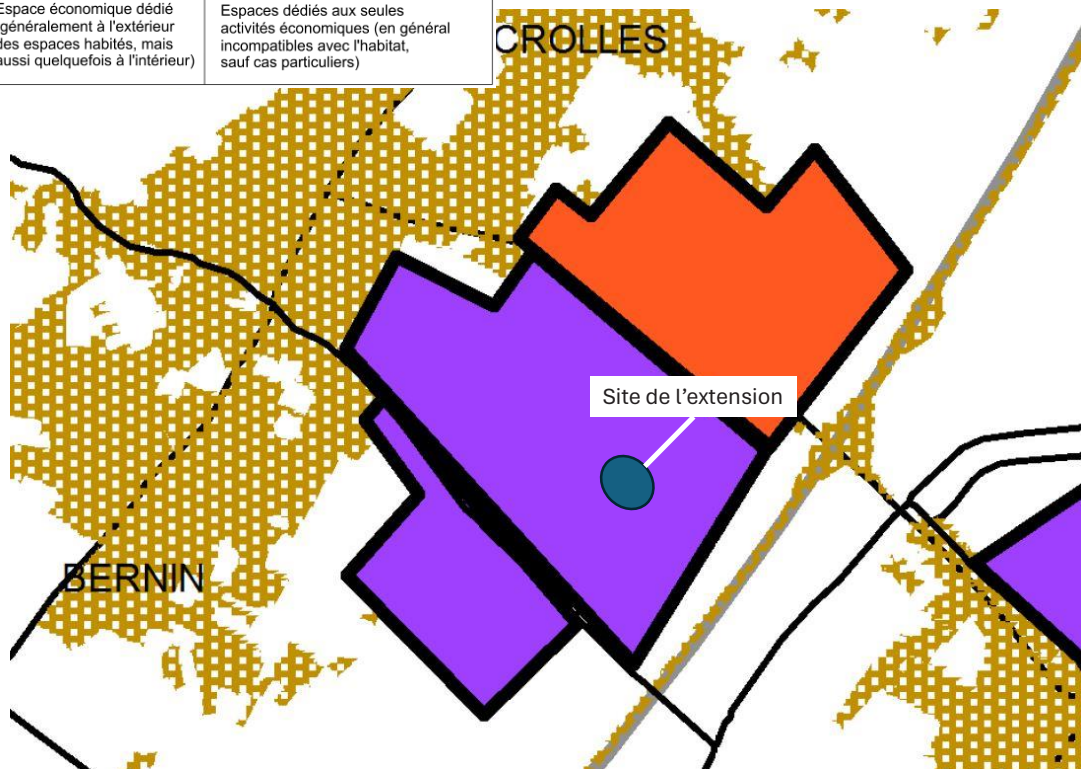 Espace économique dédié
généralement à l'extérieur
des espaces habités, mais
aussi quelquefois à l'intérieur)
Espaces dédiés aux seules
activités économiques (en général
incompatibles avec l'habitat,
sauf cas particuliers)
CROLLES
Site de l'extension
BERNIN